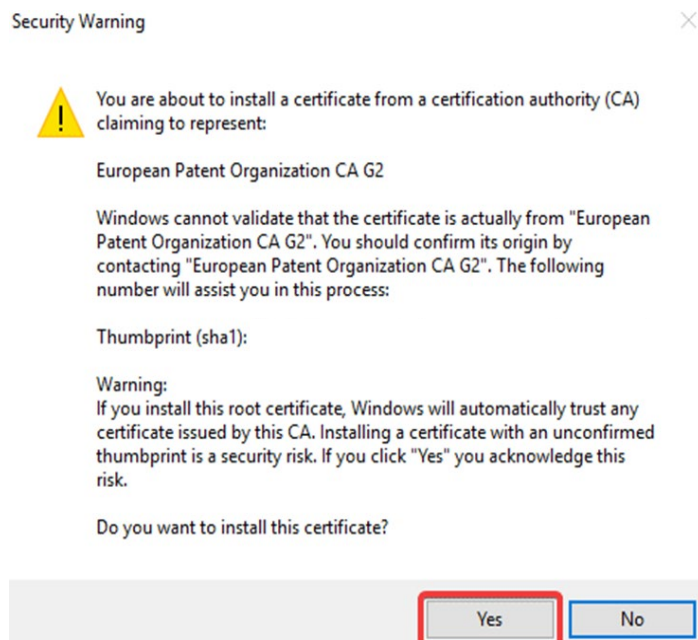 Security Warning
You are about to install a certificate from a certification authority (CA)
claiming to represent:
European Patent Organization CA G2
Windows cannot validate that the certificate is actually from "European
Patent Organization CA G2". You should confirm its origin by
contacting "European Patent Organization CA G2". The following
number will assist you in this process:
Thumbprint (sha1):
Warning:
If you install this root certificate, Windows will automatically trust any
certificate issued by this CA. Installing a certificate with an unconfirmed
thumbprint is a security risk. If you click "Yes" you acknowledge this
risk.
Do you want to install this certificate?
Yes
No